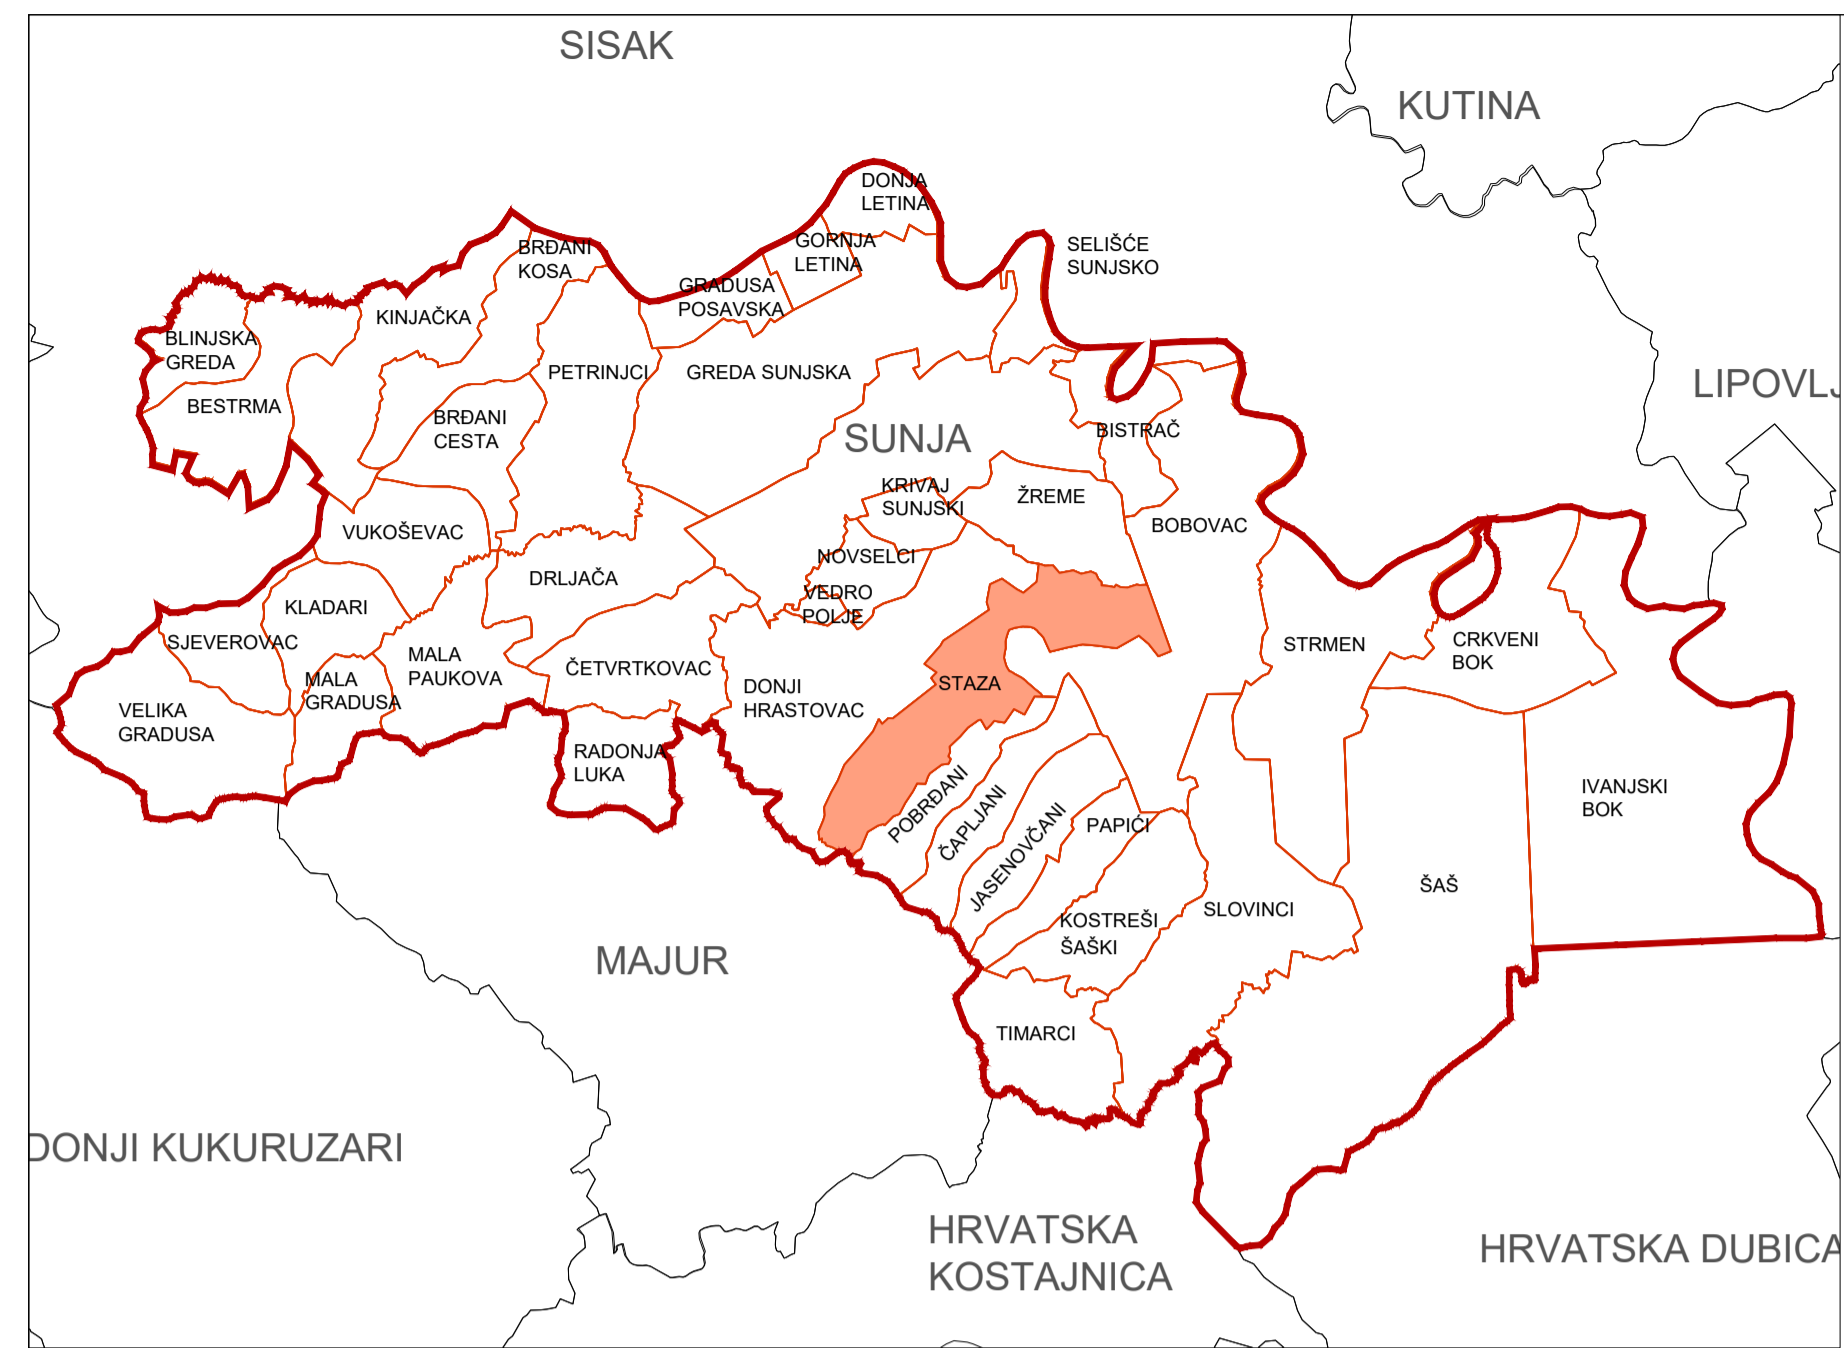 SISAK
KUTINA
DONJA
LETINA
GORNJA
LETINA
SELIŠĆE
SUNJSKO
BRĐANI
KOSA
GRADUSA
POSAVSKA
KINJAČKA
BLINJSKA
GREDA
PETRINJCI
GREDA SUNJSKA
LIPOVLJ
BESTRMA
BRĐANI
CESTA
SUNJA
BISTRAČ
KRIVAJ
SUNJSKI
ŽREME
BOBOVAC
VUKOŠEVAC
NOVSELCI
DRLJAČA
VEDRO
POLJE
KLADARI
SJEVEROVAC
STRMEN
CRKVENI
BOK
MALA
PAUKOVA
ČETVRTKOVAC
MALA
GRADUSA
DONJI
HRASTOVAC
STAZA
VELIKA
GRADUSA
RADONJA
LUKA
IVANJSKI
BOK
POBRĐANI
ČAPLJANI
JASENOVČANI
PAPIĆI
ŠAŠ
KOSTREŠI
ŠAŠKI
SLOVINCI
MAJUR
TIMARCI
DONJI KUKURUZARI
HRVATSKA
KOSTAJNICA
HRVATSKA DUBICA